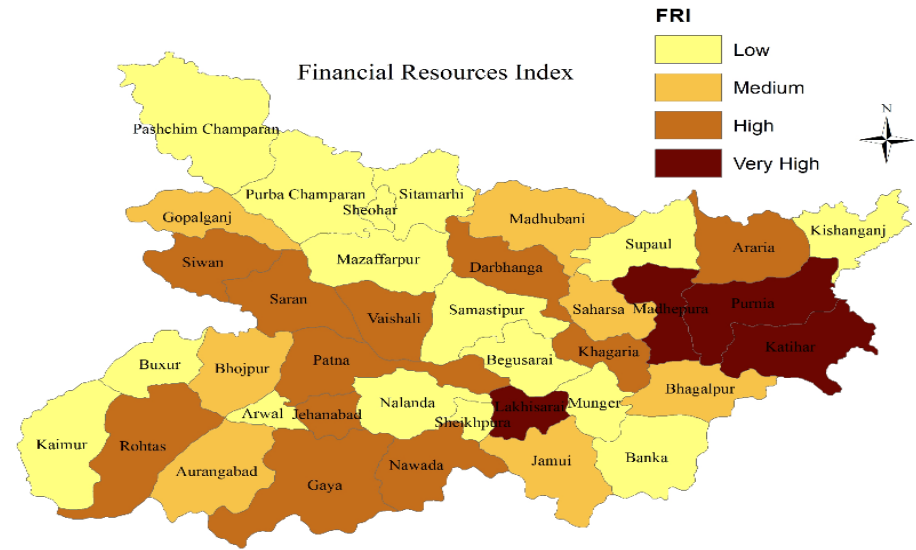 FRI
Low
Medium
High
Very High
Financial Resources Index
N
Pashchim Champaran
Purba Champaran
Sitamarhi
Sheohar
Gopalganj
Madhubani
Kishanganj
Siwan
Mazaffarpur
Darbhanga
Supaul
Araria
Saran
Vaishali
Samastipur
Saharsa
Madhepura
Purnia
Buxur
Bhojpur
Patna
Begusarai
Khagaria
Katihar
Arwal
Jehanabad
Nalanda
Sheikhpura
Lakhisarai
Munger
Bhagalpur
Kaimur
Rohtas
Aurangabad
Gaya
Nawada
Jamui
Banka